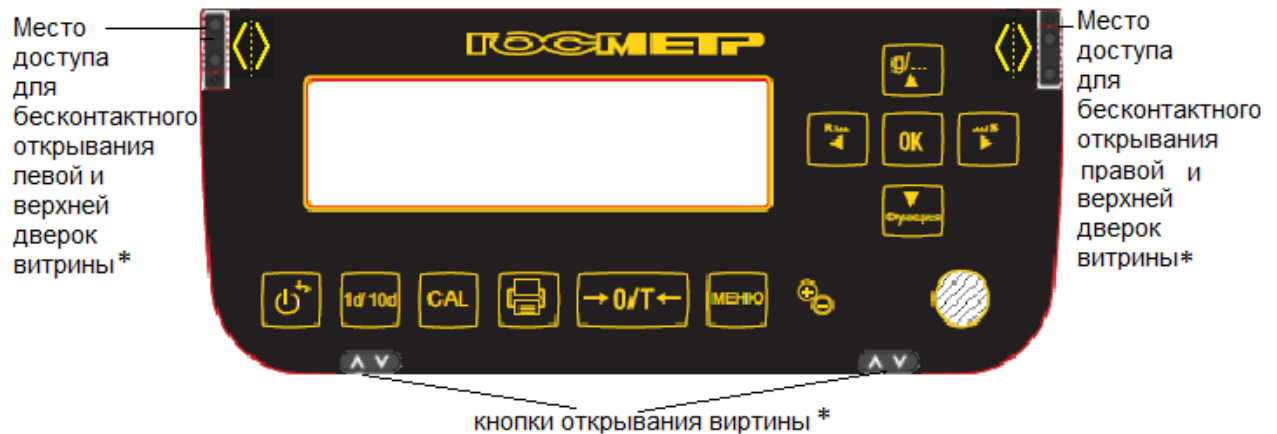 Место
доступа
для
бесконтактного
открывания
левой и
верхней
дверок
витрины*
ГОСМЕТР
g/...
R....
OK
....S
Функция
1d/10d
CAL
→0/T←
МЕНЮ
Место
доступа
для
бесконтактного
открывания
правой и
верхней
дверок
витрины*
кнопки открывания виртины *